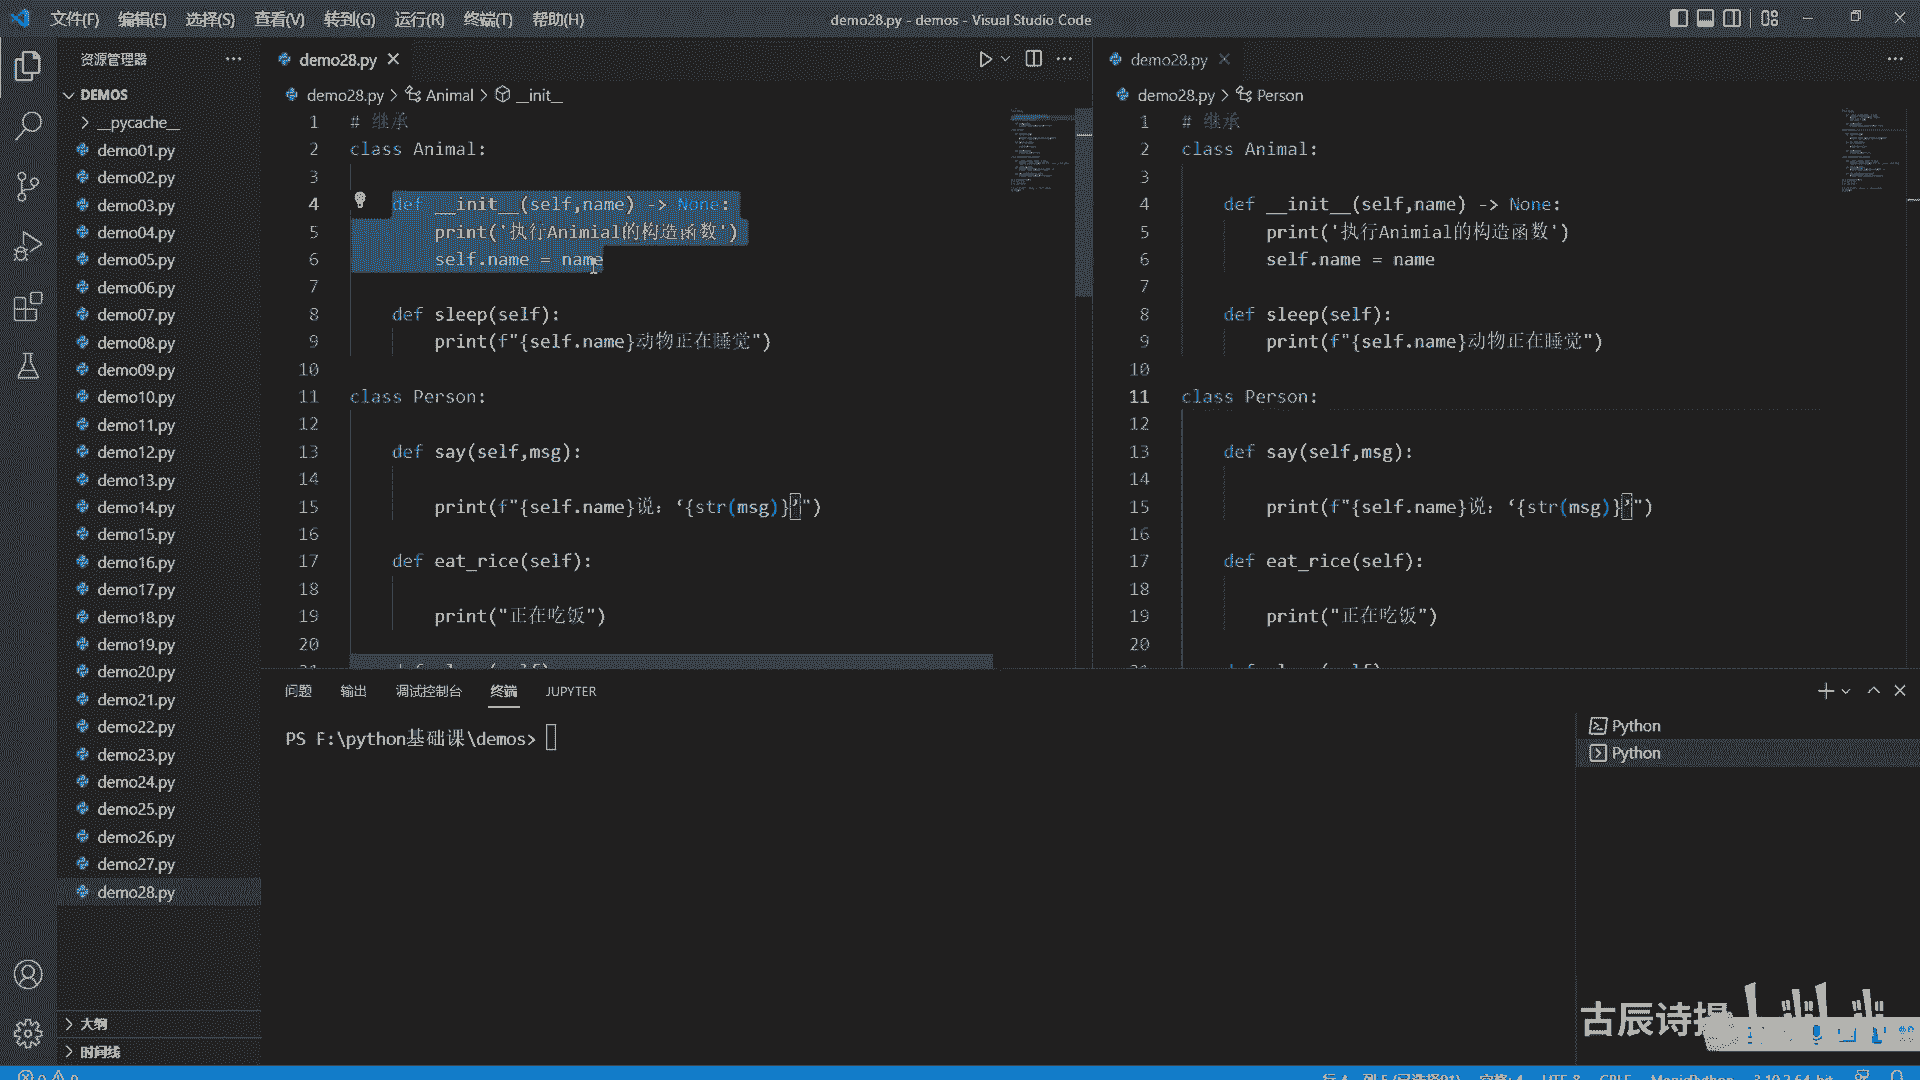 文件(F) 编辑(E) 选择(S) 查看(V) 转到(G) 运行(R) 终端(T) 帮助(H)
demo28.py - demos - Visual Studio Code
资源管理器
DEMOS
__pycache__
demo01.py
demo02.py
demo03.py
demo04.py
demo05.py
demo06.py
demo07.py
demo08.py
demo09.py
demo10.py
demo11.py
demo12.py
demo13.py
demo14.py
demo15.py
demo16.py
demo17.py
demo18.py
demo19.py
demo20.py
demo21.py
demo22.py
demo23.py
demo24.py
demo25.py
demo26.py
demo27.py
demo28.py
大纲
时间线
demo28.py
demo28.py > Animal > __init__
1 # 继承
2 class Animal:
3
4 def __init__(self,name) -> None:
5 print('执行Animial的构造函数')
6 self.name = name
7
8 def sleep(self):
9 print(f"{self.name}动物正在睡觉")
10
11 class Person:
12
13 def say(self,msg):
14
15 print(f"{self.name}说：‘{str(msg)}’")
16
17 def eat_rice(self):
18
19 print("正在吃饭")
20
demo28.py
demo28.py > Person
1 # 继承
2 class Animal:
3
4 def __init__(self,name) -> None:
5 print('执行Animial的构造函数')
6 self.name = name
7
8 def sleep(self):
9 print(f"{self.name}动物正在睡觉")
10
11 class Person:
12
13 def say(self,msg):
14
15 print(f"{self.name}说：‘{str(msg)}’")
16
17 def eat_rice(self):
18
19 print("正在吃饭")
20
问题 输出 调试控制台 终端 JUPYTER
PS F:\python基础课\demos>
Python
Python
古辰诗提